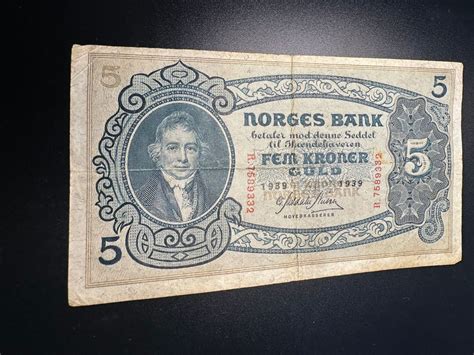 5
5
NORGES BANK
betaler mod denne Seddel
til Ihændehaveren
FEM KRONER
GULD
1939 1939
HOVEDKASSERER
R.7589332
R.7589332
5
5